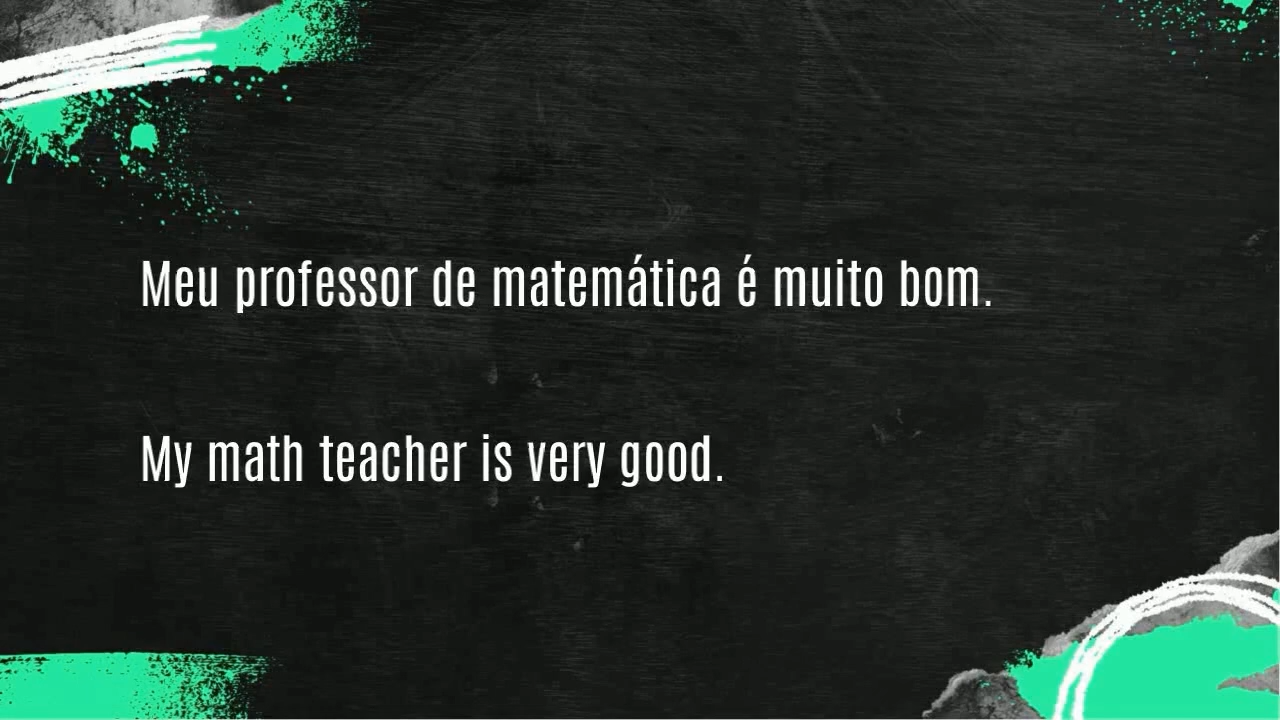 Meu professor de matemática é muito bom.
My math teacher is very good.